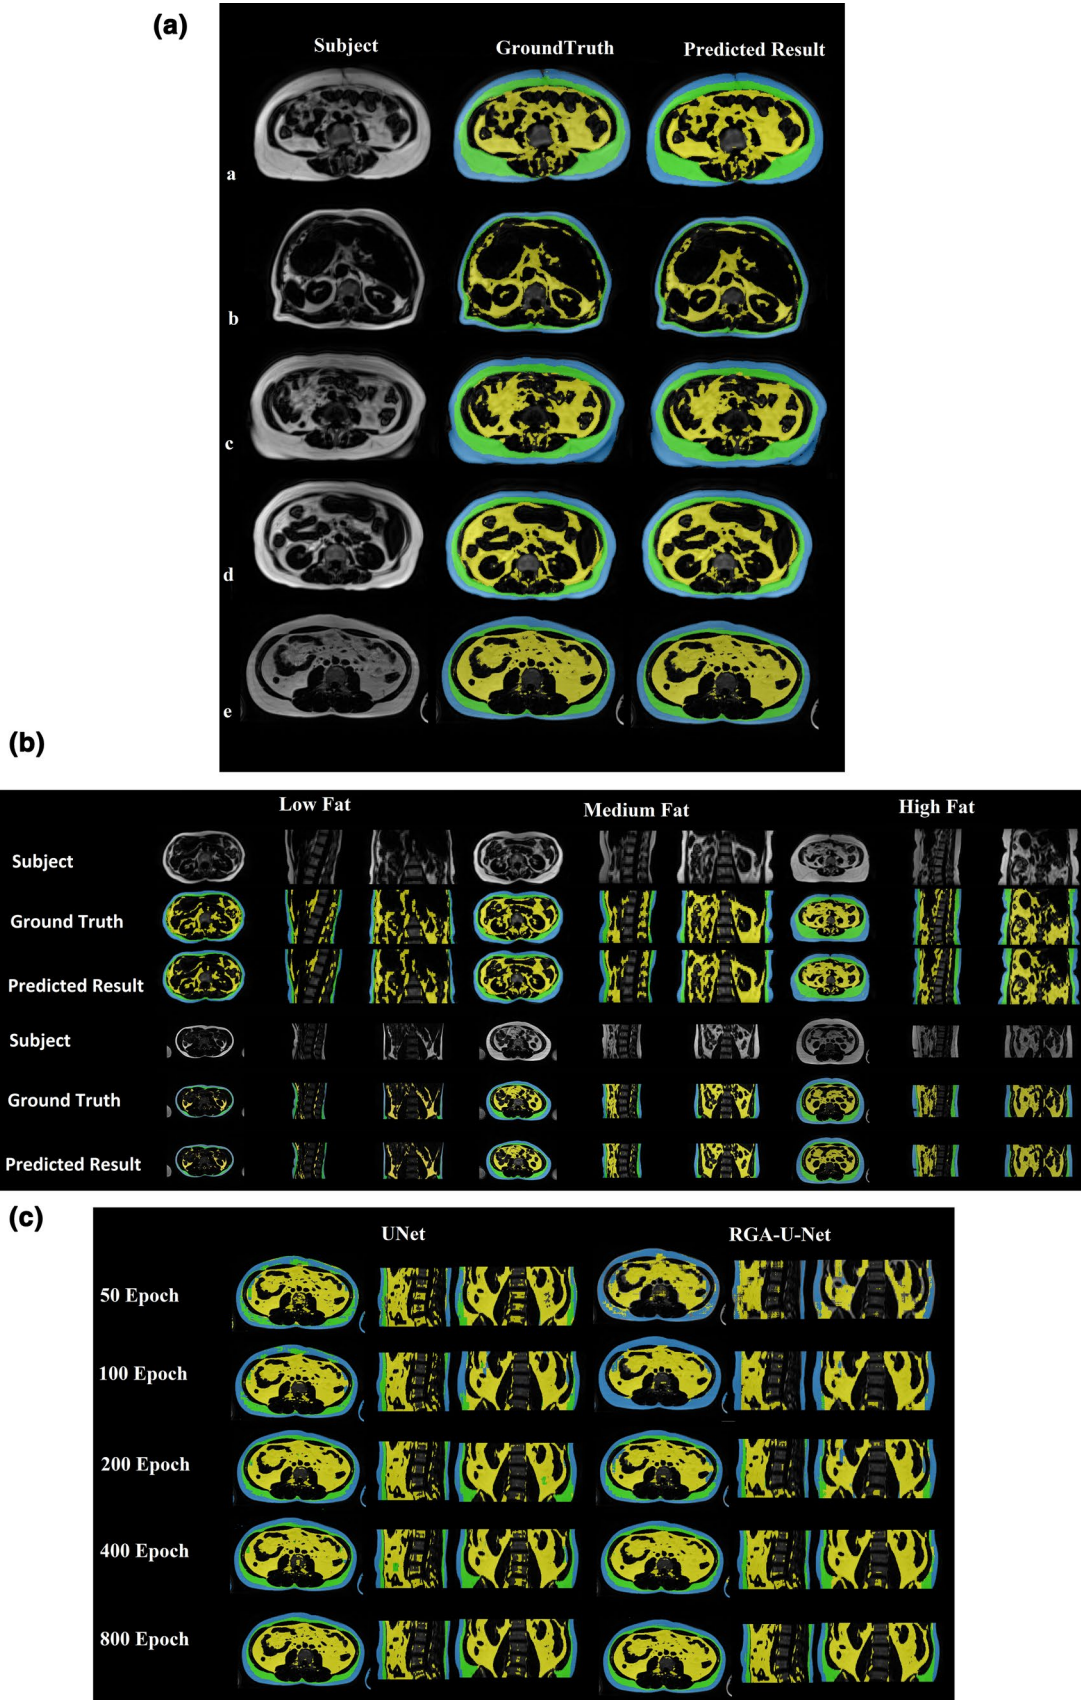 (a)
Subject GroundTruth Predicted Result
a
b
c
d
e
(b)
Low Fat Medium Fat High Fat
Subject
Ground Truth
Predicted Result
Subject
Ground Truth
Predicted Result
(c)
UNet RGA-U-Net
50 Epoch
100 Epoch
200 Epoch
400 Epoch
800 Epoch